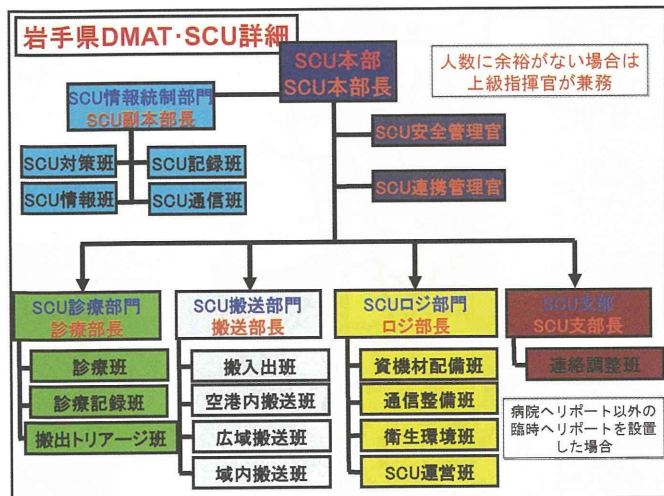 岩手県DMAT・SCU詳細
SCU本部
SCU本部長
人数に余裕がない場合は
上級指揮官が兼務
SCU情報統制部門
SCU副本部長
SCU安全管理官
SCU対策班
SCU記録班
SCU情報班
SCU通信班
SCU連携管理官
SCU診療部門
診療部長
SCU搬送部門
搬送部長
SCUロジ部門
ロジ部長
SCU支部
SCU支部長
診療班
診療記録班
搬出トリアージ班
搬入出班
空港内搬送班
広域搬送班
域内搬送班
資機材配備班
通信整備班
衛生環境班
SCU運営班
連絡調整班
病院ヘリポート以外の
臨時ヘリポートを設置
した場合